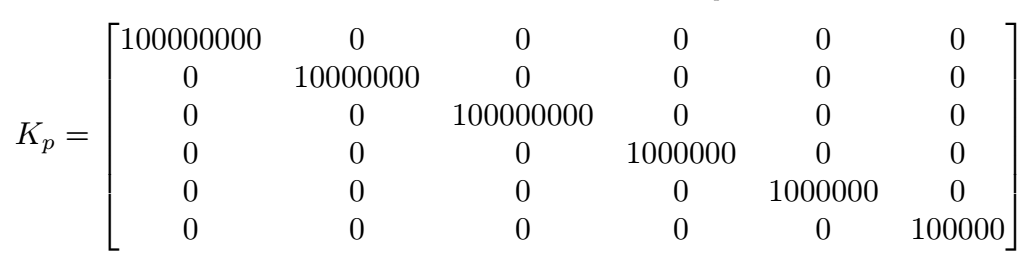 100000000 0 0 0 0 0
0 10000000 0 0 0 0
0 0 100000000 0 0 0
K_p = 0 0 0 1000000 0 0
0 0 0 0 1000000 0
0 0 0 0 0 100000